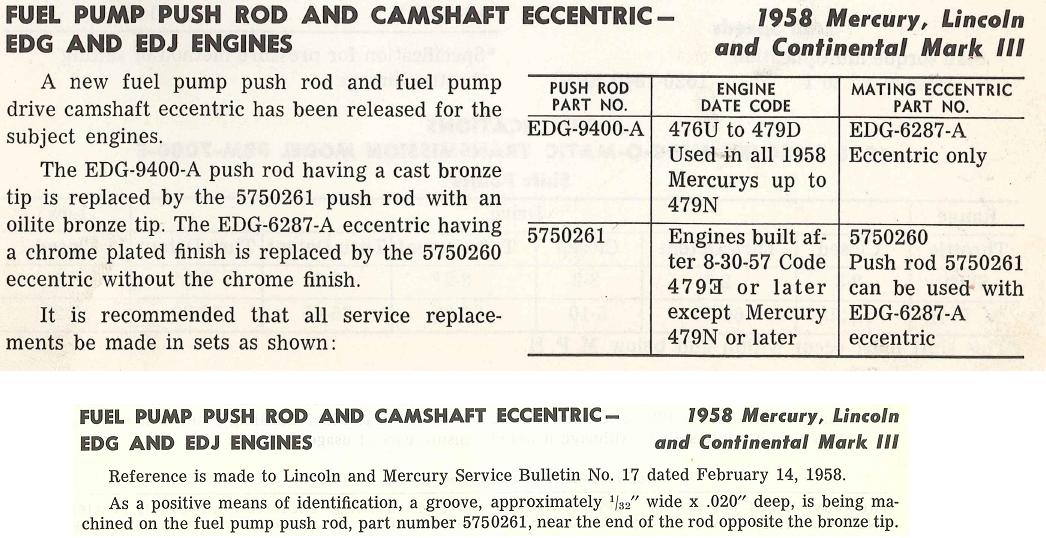 FUEL PUMP PUSH ROD AND CAMSHAFT ECCENTRIC—
EDG AND EDJ ENGINES
1958 Mercury, Lincoln
and Continental Mark III
A new fuel pump push rod and fuel pump
drive camshaft eccentric has been released for the
subject engines.
The EDG-9400-A push rod having a cast bronze
tip is replaced by the 5750261 push rod with an
oilite bronze tip. The EDG-6287-A eccentric having
a chrome plated finish is replaced by the 5750260
eccentric without the chrome finish.
It is recommended that all service replace-
ments be made in sets as shown:
PUSH ROD
PART NO.
ENGINE
DATE CODE
MATING ECCENTRIC
PART NO.
EDG-9400-A
476U to 479D
Used in all 1958
Mercurys up to
479N
EDG-6287-A
Eccentric only
5750261
Engines built af-
ter 8-30-57 Code
479Ǝ or later
except Mercury
479N or later
5750260
Push rod 5750261
can be used with
EDG-6287-A
eccentric
FUEL PUMP PUSH ROD AND CAMSHAFT ECCENTRIC—
EDG AND EDJ ENGINES
1958 Mercury, Lincoln
and Continental Mark III
Reference is made to Lincoln and Mercury Service Bulletin No. 17 dated February 14, 1958.
As a positive means of identification, a groove, approximately 1/32″ wide x .020″ deep, is being ma-
chined on the fuel pump push rod, part number 5750261, near the end of the rod opposite the bronze tip.